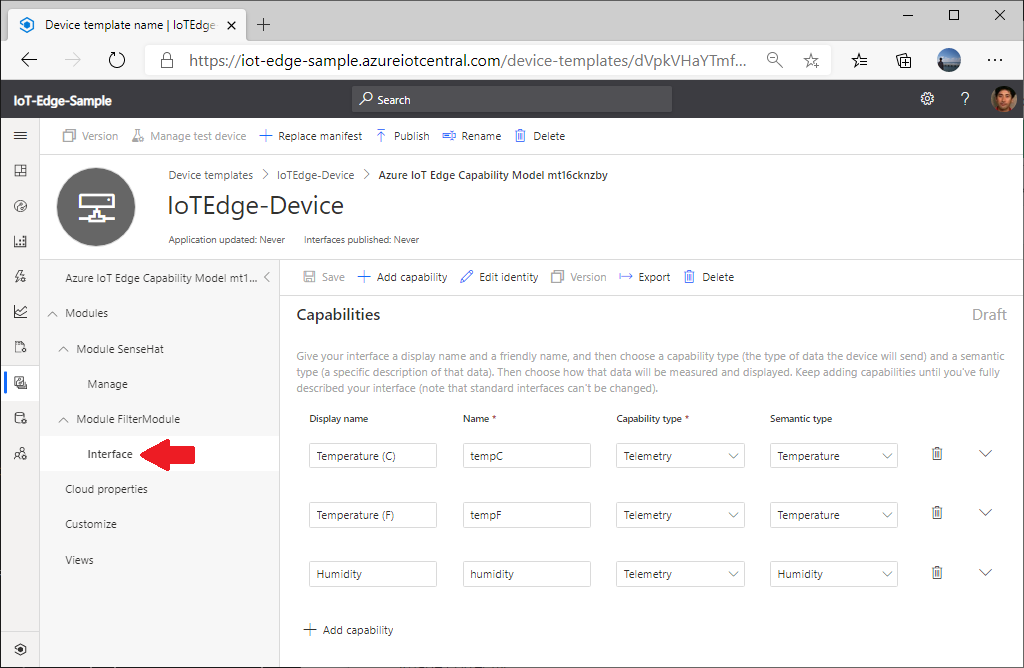 Device template name | IoTEdge
https://iot-edge-sample.azureiotcentral.com/device-templates/dVpkVHaYTmf...
IoT-Edge-Sample
Search
?
Version Manage test device Replace manifest Publish Rename Delete
Device templates > IoTEdge-Device > Azure IoT Edge Capability Model mt16cknzby
IoTEdge-Device
Application updated: Never Interfaces published: Never
Azure IoT Edge Capability Model mt1...
Modules
Module SenseHat
Manage
Module FilterModule
Interface
Cloud properties
Customize
Views
Save Add capability Edit identity Version Export Delete
Capabilities Draft
Give your interface a display name and a friendly name, and then choose a capability type (the type of data the device will send) and a semantic
type (a specific description of that data). Then choose how that data will be measured and displayed. Keep adding capabilities until you've fully
described your interface (note that standard interfaces can't be changed).
Display name Name * Capability type * Semantic type
Temperature (C) tempC Telemetry Temperature
Temperature (F) tempF Telemetry Temperature
Humidity humidity Telemetry Humidity
Add capability